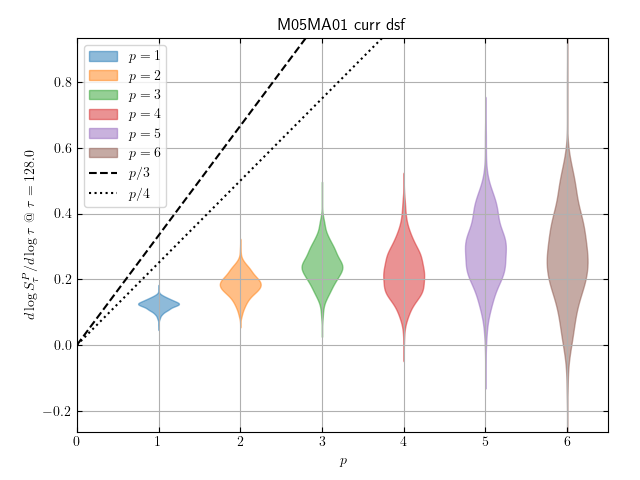 M05MA01 curr dsf
p = 1
p = 2
p = 3
p = 4
p = 5
p = 6
p/3
p/4
d log S_τ^P / d log τ @ τ = 128.0
0.8
0.6
0.4
0.2
0.0
−0.2
0 1 2 3 4 5 6
p